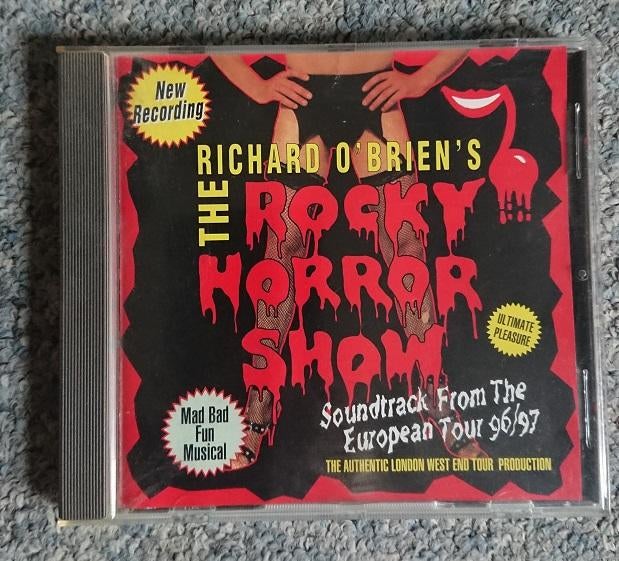 New
Recording
RICHARD O'BRIEN'S
THE
ROCKY
HORROR
SHOW
ULTIMATE
PLEASURE
Mad Bad
Fun
Musical
Soundtrack From The
European Tour 96/97
THE AUTHENTIC LONDON WEST END TOUR PRODUCTION